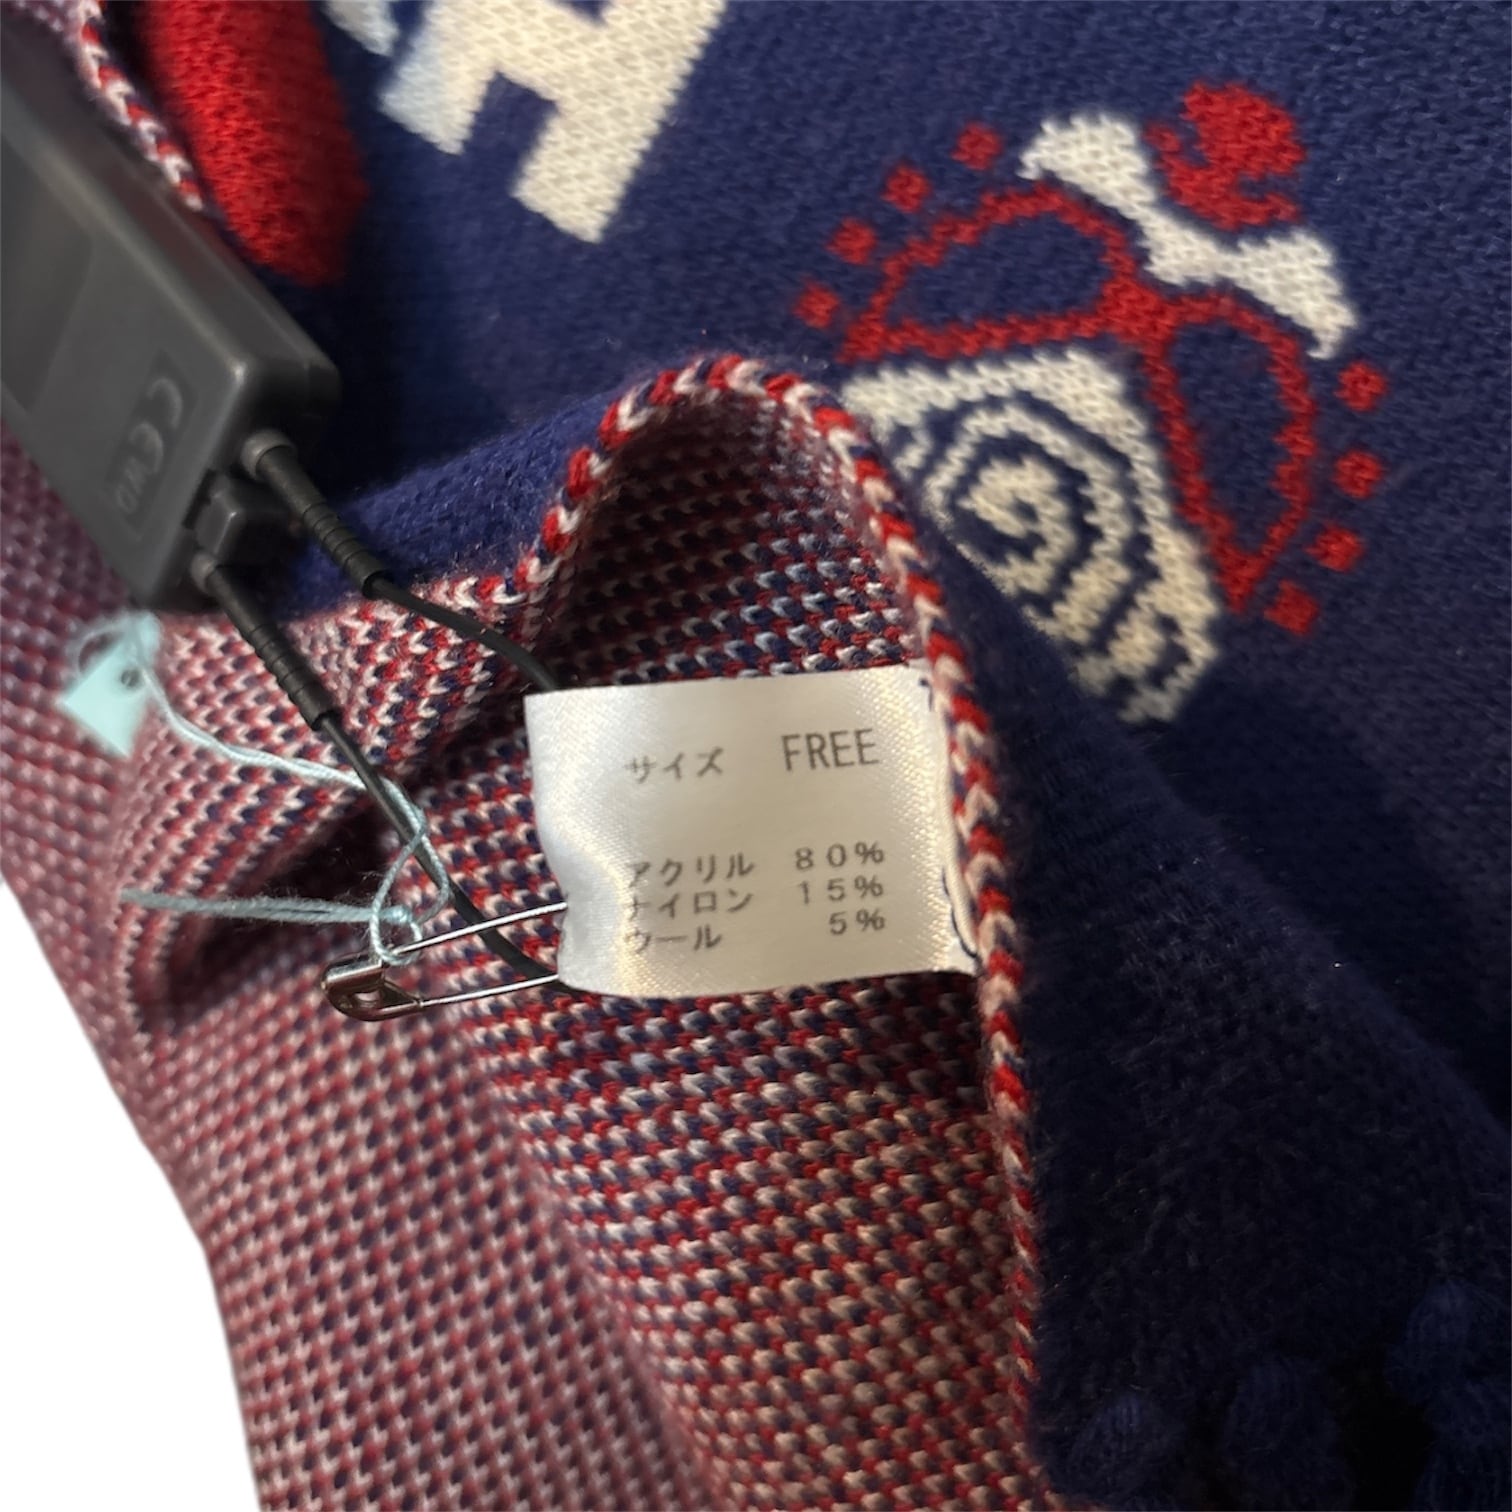 サイズ FREE
アクリル 80%
ナイロン 15%
ウール 5%